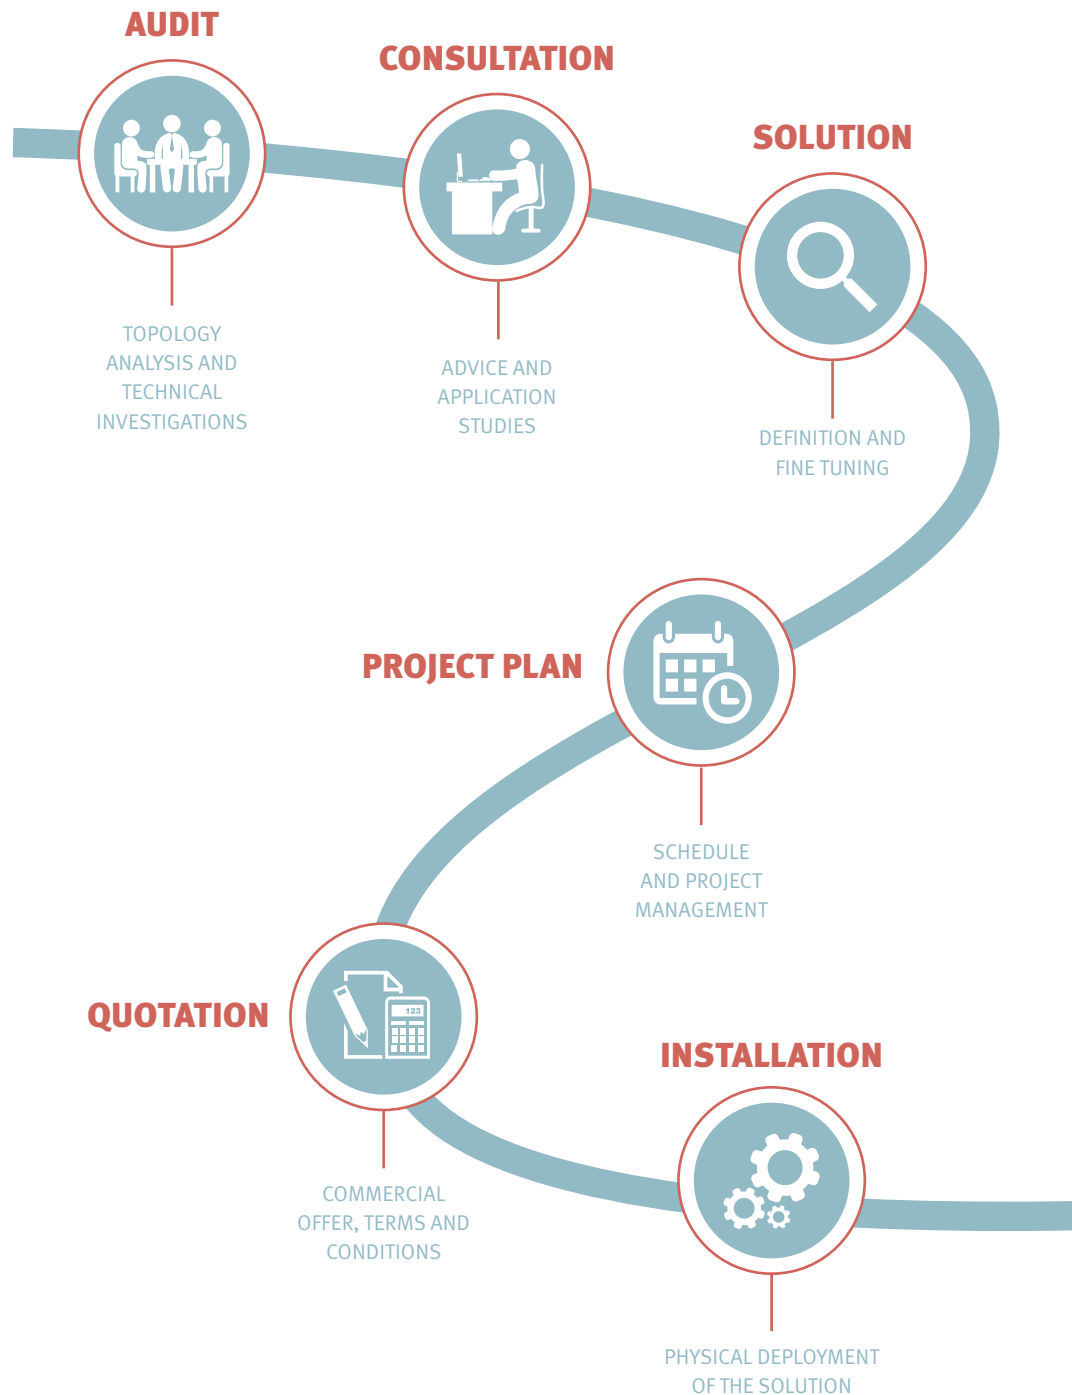 AUDIT
TOPOLOGY
ANALYSIS AND
TECHNICAL
INVESTIGATIONS
CONSULTATION
ADVICE AND
APPLICATION
STUDIES
SOLUTION
DEFINITION AND
FINE TUNING
PROJECT PLAN
SCHEDULE
AND PROJECT
MANAGEMENT
QUOTATION
123
COMMERCIAL
OFFER, TERMS AND
CONDITIONS
INSTALLATION
PHYSICAL DEPLOYMENT
OF THE SOLUTION